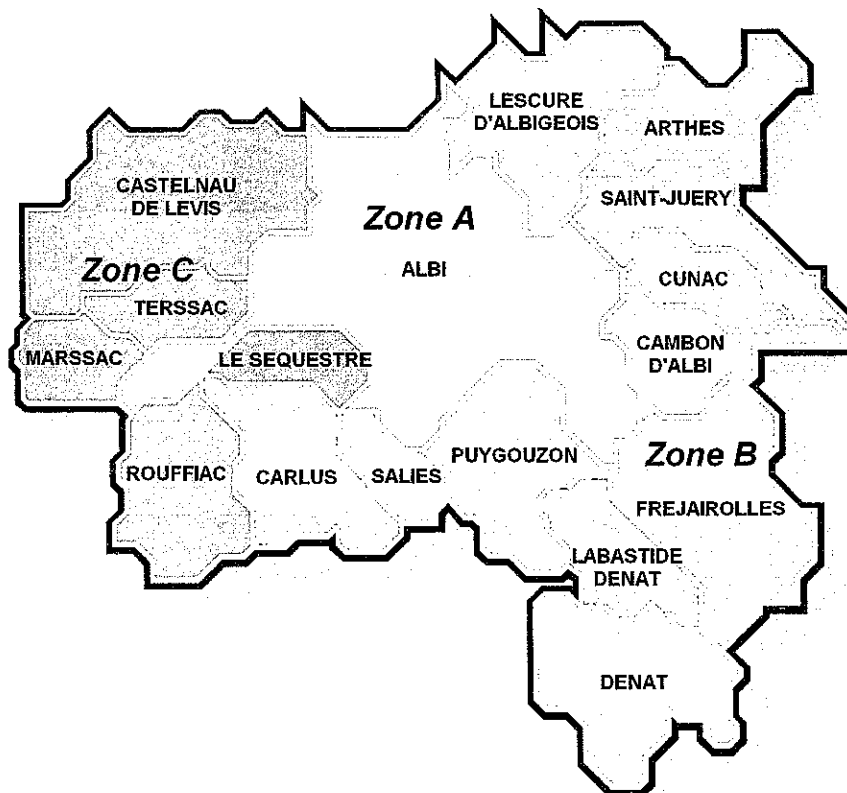 LESCURE
D'ALBIGEOIS
ARTHES
CASTELNAU
DE LEVIS
SAINT-JUERY
Zone A
ALBI
Zone C
CUNAC
TERSSAC
MARSSAC
LE SEQUESTRE
CAMBON
D'ALBI
ROUFFIAC
CARLUS
SALIES
PUYGOUZON
Zone B
FREJAIROLLES
LABASTIDE
DENAT
DENAT